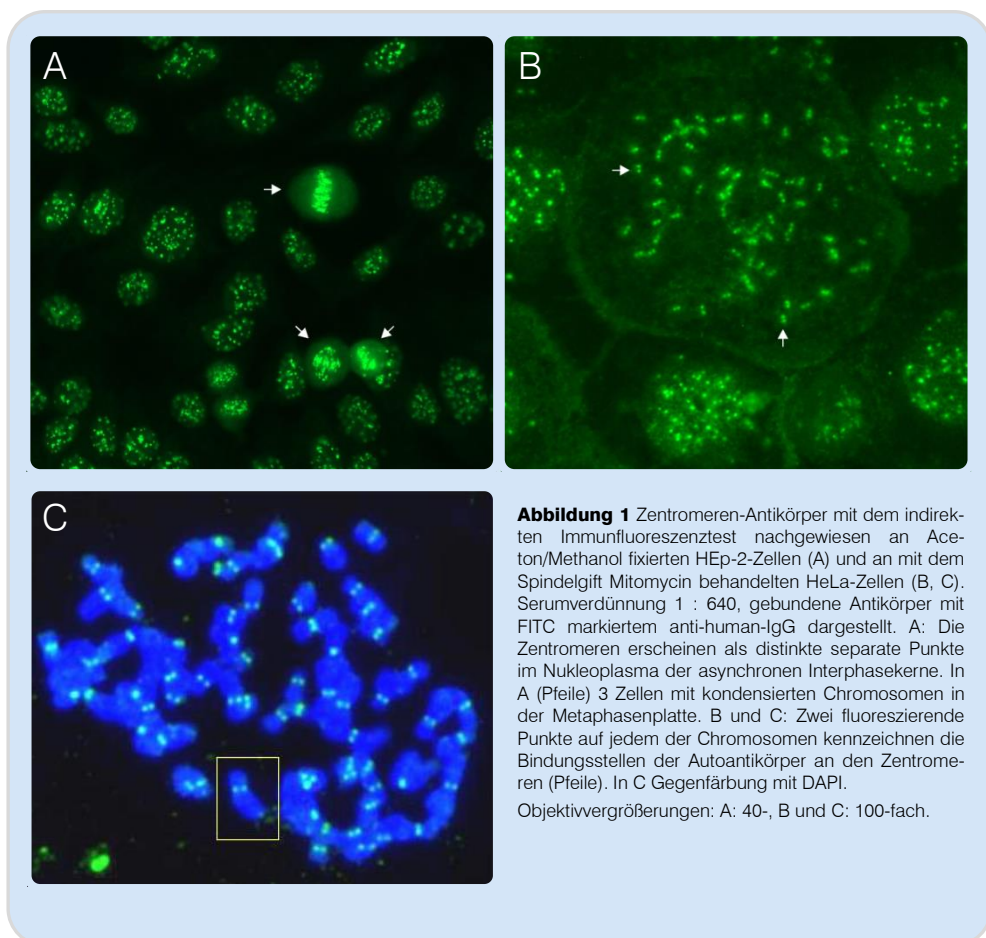 A
B
C
Abbildung 1 Zentromeren-Antikörper mit dem indirek-
ten Immunfluoreszenztest nachgewiesen an Ace-
ton/Methanol fixierten HEp-2-Zellen (A) und an mit dem
Spindelgift Mitomycin behandelten HeLa-Zellen (B, C).
Serumverdünnung 1 : 640, gebundene Antikörper mit
FITC markiertem anti-human-IgG dargestellt. A: Die
Zentromeren erscheinen als distinkte separate Punkte
im Nukleoplasma der asynchronen Interphasekerne. In
A (Pfeile) 3 Zellen mit kondensierten Chromosomen in
der Metaphasenplatte. B und C: Zwei fluoreszierende
Punkte auf jedem der Chromosomen kennzeichnen die
Bindungsstellen der Autoantikörper an den Zentrome-
ren (Pfeile). In C Gegenfärbung mit DAPI.
Objektivvergrößerungen: A: 40-, B und C: 100-fach.